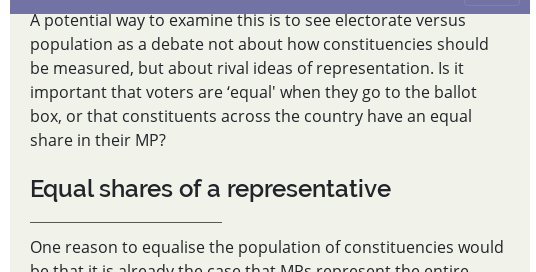 A potential way to examine this is to see electorate versus
population as a debate not about how constituencies should
be measured, but about rival ideas of representation. Is it
important that voters are ‘equal' when they go to the ballot
box, or that constituents across the country have an equal
share in their MP?
Equal shares of a representative
One reason to equalise the population of constituencies would
be that it is already the case that MPs represent the entire